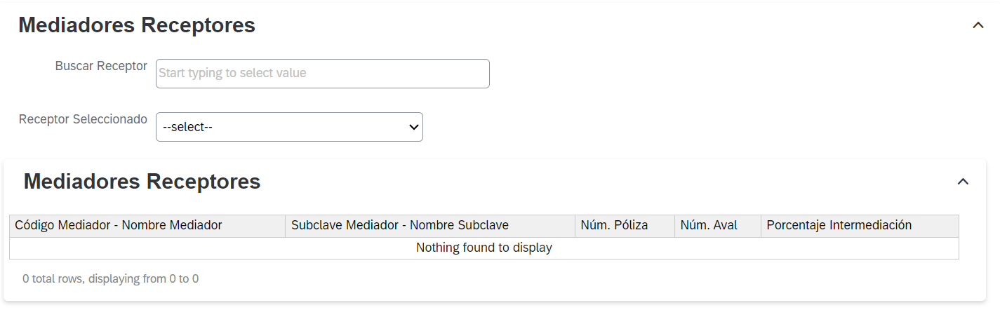 Mediadores Receptores
Buscar Receptor Start typing to select value
Receptor Seleccionado --select--
Mediadores Receptores
Código Mediador - Nombre Mediador Subclave Mediador - Nombre Subclave Núm. Póliza Núm. Aval Porcentaje Intermediación
Nothing found to display
0 total rows, displaying from 0 to 0